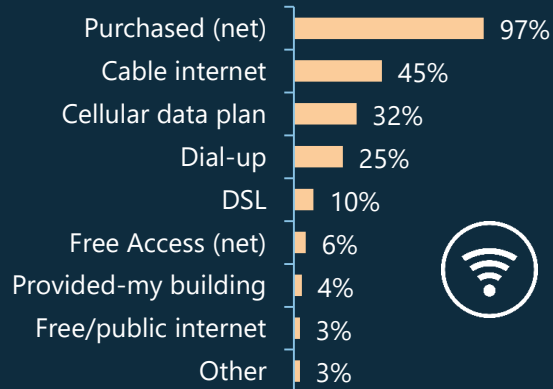 Purchased (net) 97%
Cable internet 45%
Cellular data plan 32%
Dial-up 25%
DSL 10%
Free Access (net) 6%
Provided-my building 4%
Free/public internet 3%
Other 3%